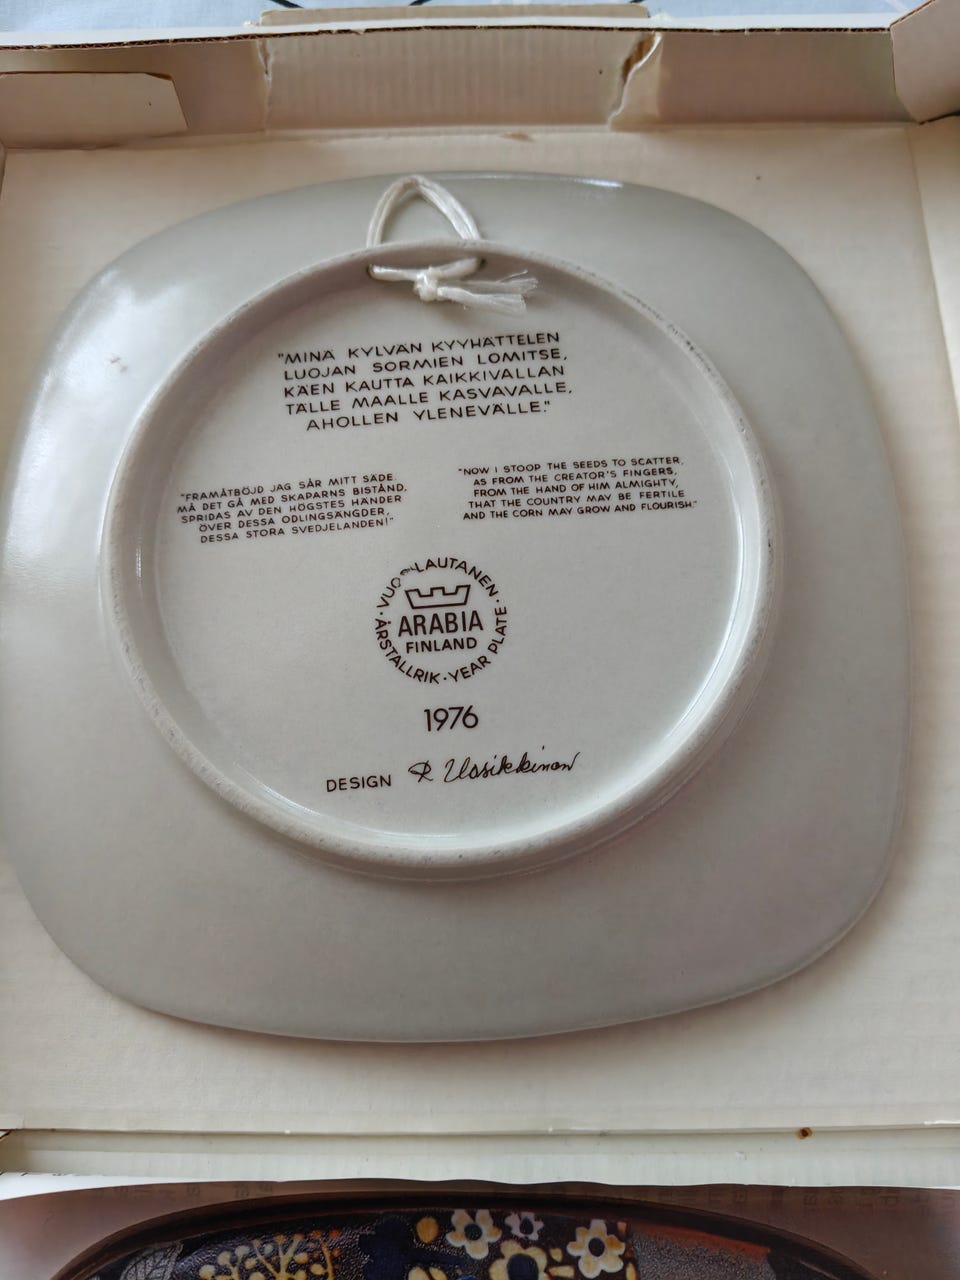 "MINÄ KYLVÄN KYYHÄTTELEN
LUOJAN SORMIEN LOMITSE,
KÄEN KAUTTA KAIKKIVALLAN
TÄLLE MAALLE KASVAVALLE,
AHOLLEN YLENEVÄLLE."
"FRAMÅTBÖJD JAG SÅR MITT SÄDE,
MÅ DET GÅ MED SKAPARNS BISTÅND,
SPRIDAS AV DEN HÖGSTES HÄNDER
ÖVER DESSA ODLINGSÄNGDER,
DESSA STORA SVEDJELANDEN!"
"NOW I STOOP THE SEEDS TO SCATTER,
AS FROM THE CREATOR'S FINGERS,
FROM THE HAND OF HIM ALMIGHTY,
THAT THE COUNTRY MAY BE FERTILE
AND THE CORN MAY GROW AND FLOURISH."
VUOSILAUTANEN · YEAR PLATE · ÅRSTALLRIK ·
ARABIA
FINLAND
1976
DESIGN R Uosikkinen